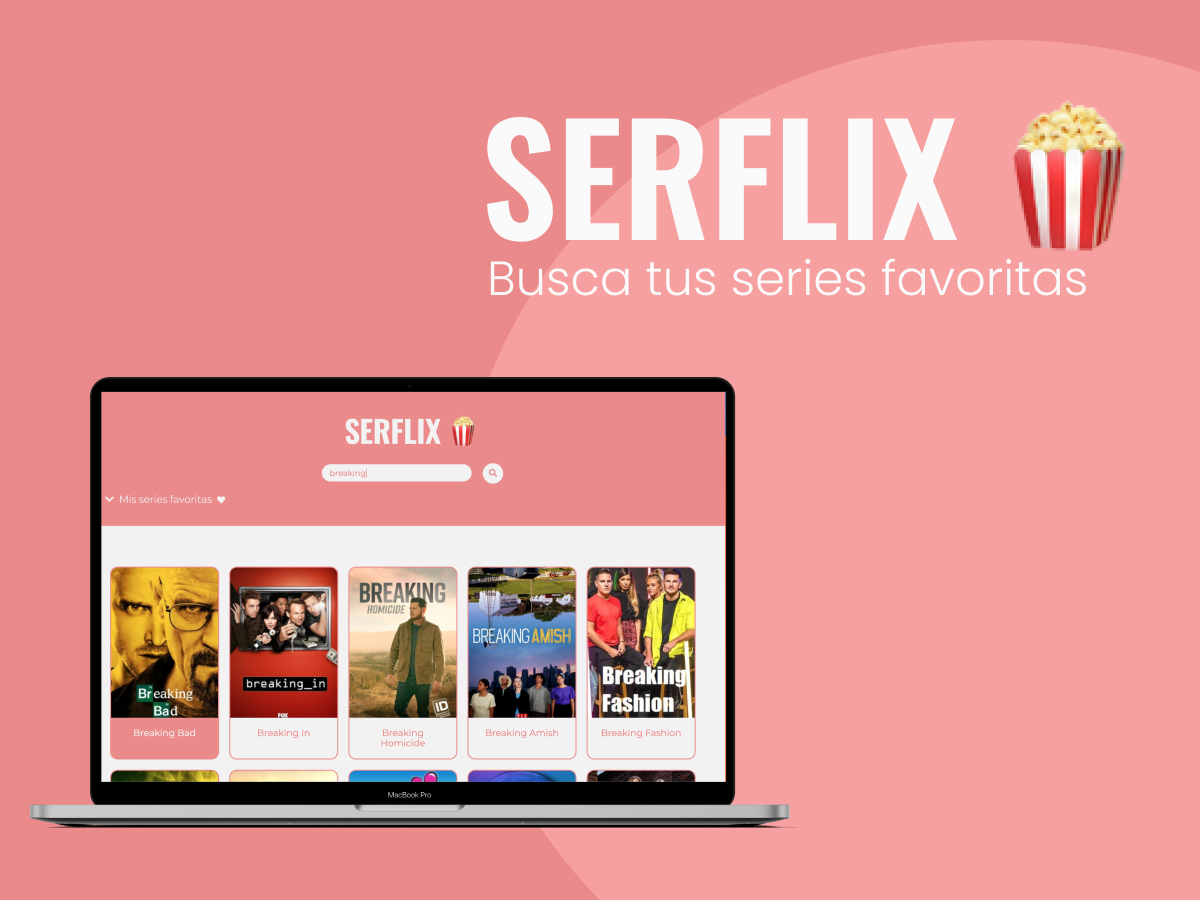 SERFLIX
Busca tus series favoritas
SERFLIX
breaking
Mis series favoritas
BREAKING
HOMICIDE
BREAKING AMISH
Breaking
Fashion
breaking_in
Breaking
Bad
FOX
ID
Breaking Bad
Breaking In
Breaking
Homicide
Breaking Amish
Breaking Fashion
MacBook Pro